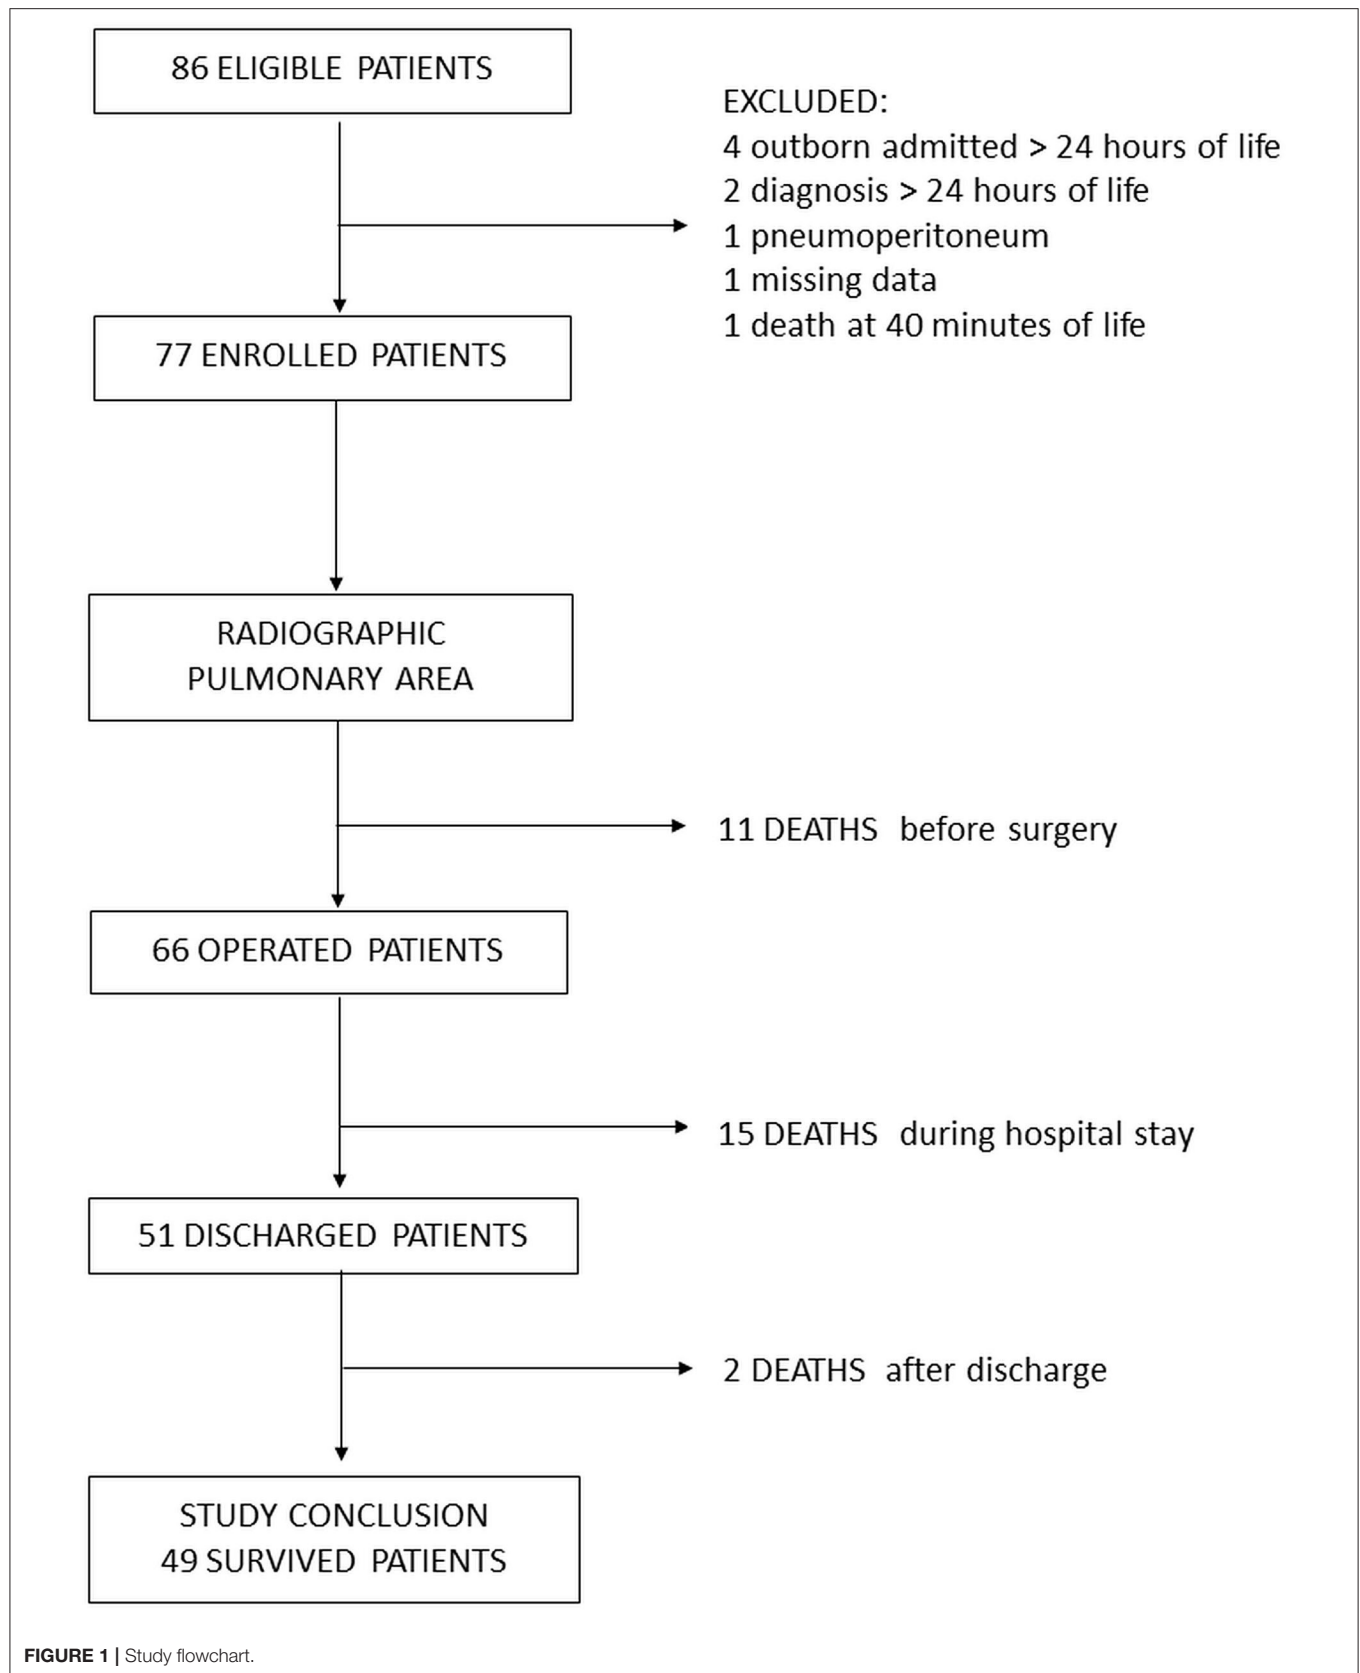 86 ELIGIBLE PATIENTS
EXCLUDED:
4 outborn admitted > 24 hours of life
2 diagnosis > 24 hours of life
1 pneumoperitoneum
1 missing data
1 death at 40 minutes of life
77 ENROLLED PATIENTS
RADIOGRAPHIC
PULMONARY AREA
11 DEATHS before surgery
66 OPERATED PATIENTS
15 DEATHS during hospital stay
51 DISCHARGED PATIENTS
2 DEATHS after discharge
STUDY CONCLUSION
49 SURVIVED PATIENTS
FIGURE 1 | Study flowchart.